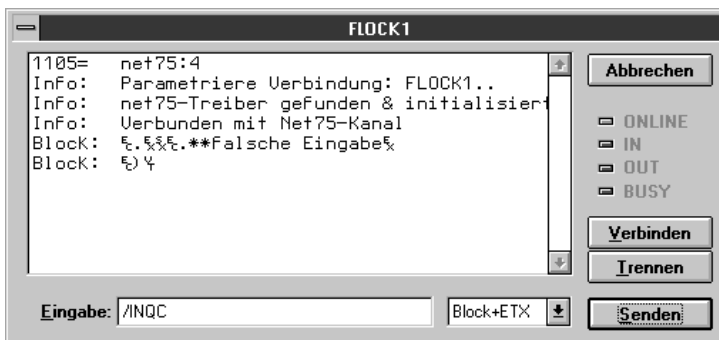 FLOCK1
1105= net75:4
Info: Parametriere Verbindung: FLOCK1..
Info: net75-Treiber gefunden & initialisiert
Info: Verbunden mit Net75-Kanal
Block: .**Falsche Eingabe
Block: )
Abbrechen
ONLINE
IN
OUT
BUSY
Verbinden
Trennen
Eingabe: /INQC
Block+ETX
Senden